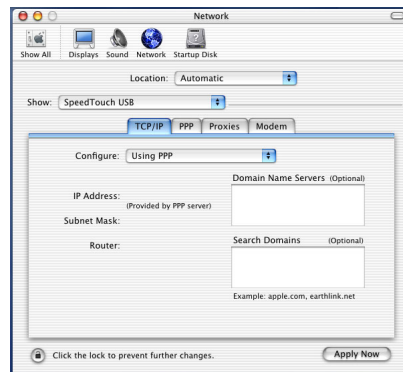 Network
Show All Displays Sound Network Startup Disk
Location: Automatic
Show: SpeedTouch USB
TCP/IP PPP Proxies Modem
Configure: Using PPP
Domain Name Servers (Optional)
IP Address:
(Provided by PPP server)
Subnet Mask:
Router:
Search Domains (Optional)
Example: apple.com, earthlink.net
Click the lock to prevent further changes.
Apply Now